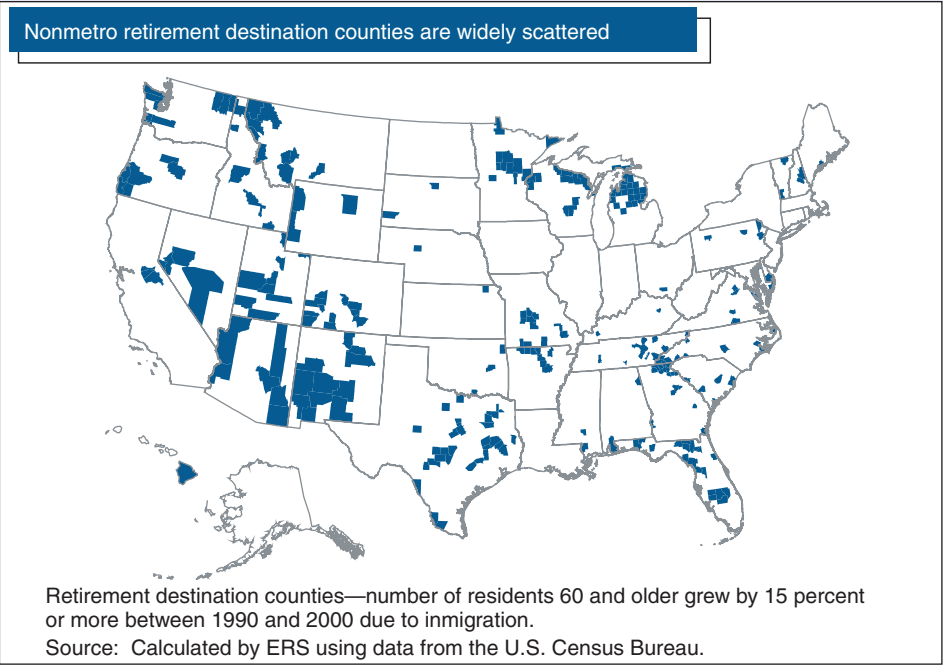 Nonmetro retirement destination counties are widely scattered
Retirement destination counties—number of residents 60 and older grew by 15 percent
or more between 1990 and 2000 due to inmigration.
Source:  Calculated by ERS using data from the U.S. Census Bureau.